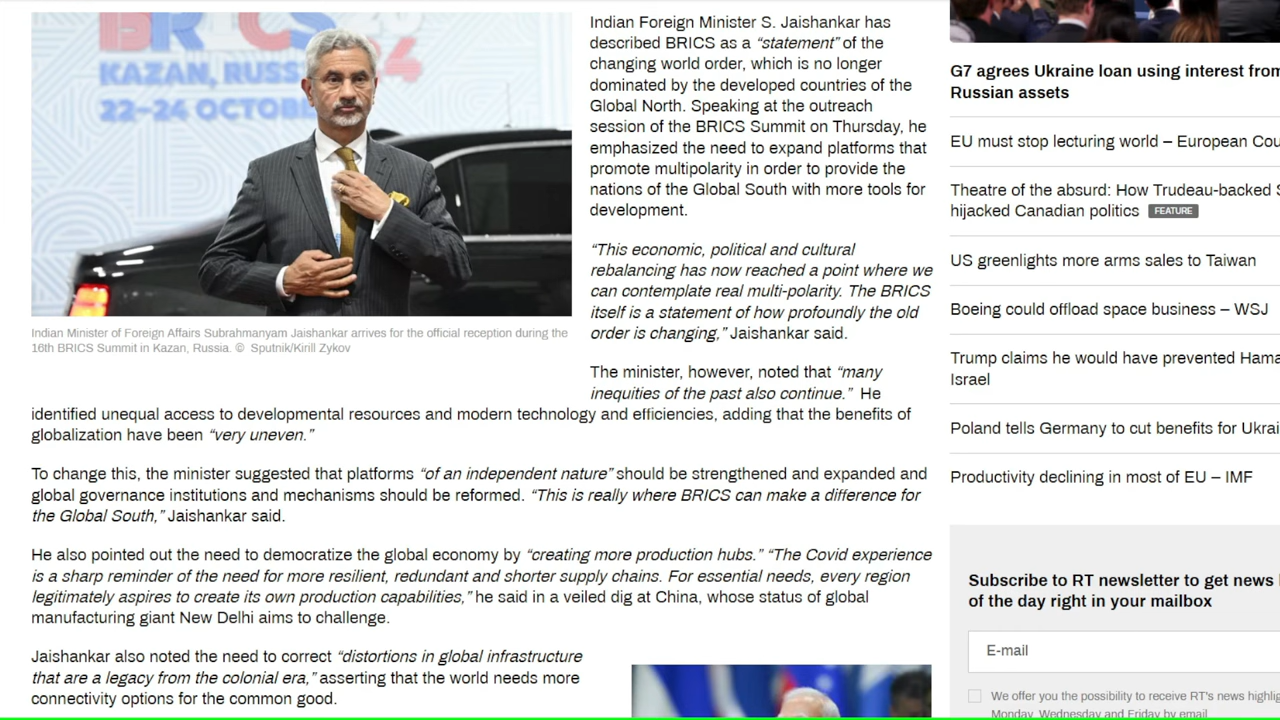 BRICS
KAZAN, RUSS
24
22–24 OCTOBE
Indian Minister of Foreign Affairs Subrahmanyam Jaishankar arrives for the official reception during the
16th BRICS Summit in Kazan, Russia. © Sputnik/Kirill Zykov
Indian Foreign Minister S. Jaishankar has
described BRICS as a “statement” of the
changing world order, which is no longer
dominated by the developed countries of the
Global North. Speaking at the outreach
session of the BRICS Summit on Thursday, he
emphasized the need to expand platforms that
promote multipolarity in order to provide the
nations of the Global South with more tools for
development.
“This economic, political and cultural
rebalancing has now reached a point where we
can contemplate real multi-polarity. The BRICS
itself is a statement of how profoundly the old
order is changing,” Jaishankar said.
The minister, however, noted that “many
inequities of the past also continue.” He
identified unequal access to developmental resources and modern technology and efficiencies, adding that the benefits of
globalization have been “very uneven.”
To change this, the minister suggested that platforms “of an independent nature” should be strengthened and expanded and
global governance institutions and mechanisms should be reformed. “This is really where BRICS can make a difference for
the Global South,” Jaishankar said.
He also pointed out the need to democratize the global economy by “creating more production hubs.” “The Covid experience
is a sharp reminder of the need for more resilient, redundant and shorter supply chains. For essential needs, every region
legitimately aspires to create its own production capabilities,” he said in a veiled dig at China, whose status of global
manufacturing giant New Delhi aims to challenge.
Jaishankar also noted the need to correct “distortions in global infrastructure
that are a legacy from the colonial era,” asserting that the world needs more
connectivity options for the common good.
G7 agrees Ukraine loan using interest from
Russian assets
EU must stop lecturing world – European Cou
Theatre of the absurd: How Trudeau-backed S
hijacked Canadian politics FEATURE
US greenlights more arms sales to Taiwan
Boeing could offload space business – WSJ
Trump claims he would have prevented Hama
Israel
Poland tells Germany to cut benefits for Ukrai
Productivity declining in most of EU – IMF
Subscribe to RT newsletter to get news
of the day right in your mailbox
E-mail
We offer you the possibility to receive RT's news highlig
Monday, Wednesday and Friday by email